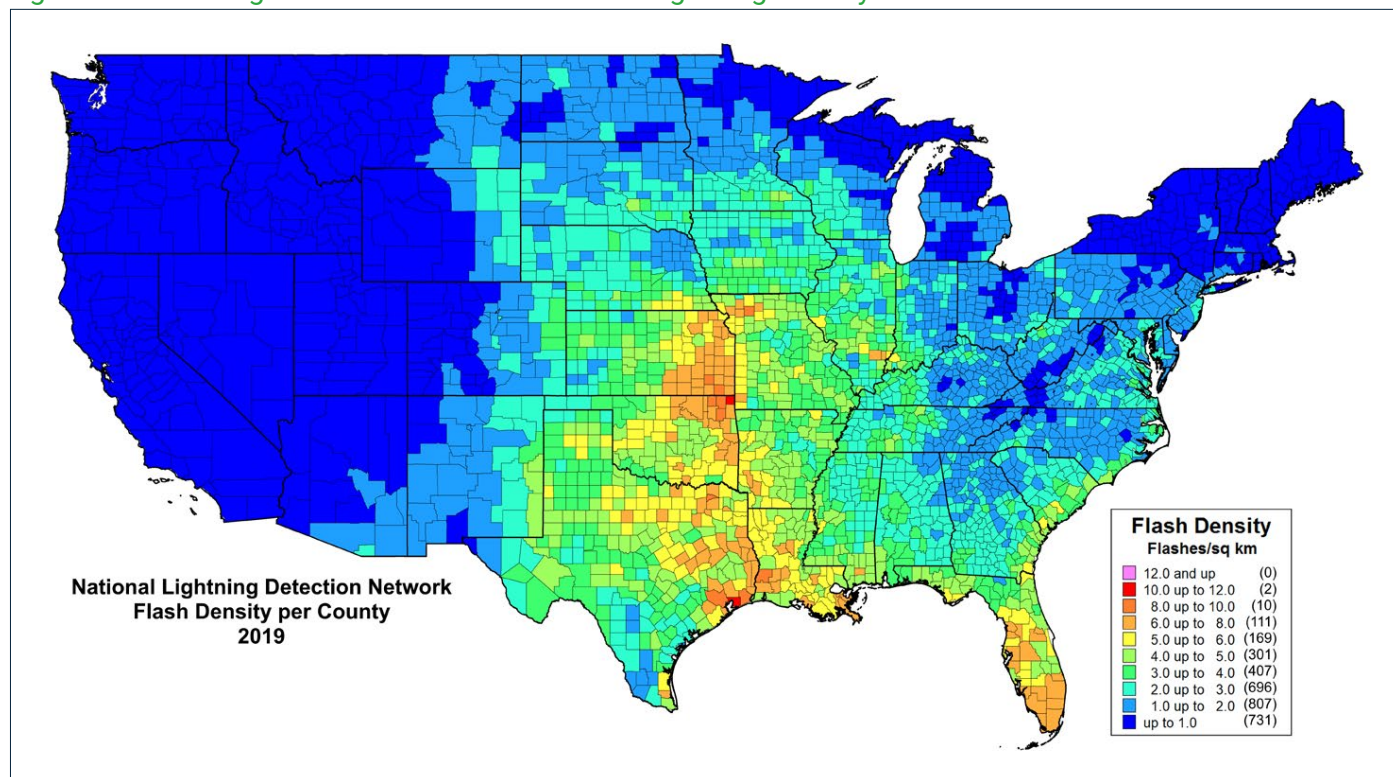 National Lightning Detection Network
Flash Density per County
2019
Flash Density
Flashes/sq km
12.0 and up (0)
10.0 up to 12.0 (2)
8.0 up to 10.0 (10)
6.0 up to 8.0 (111)
5.0 up to 6.0 (169)
4.0 up to 5.0 (301)
3.0 up to 4.0 (407)
2.0 up to 3.0 (696)
1.0 up to 2.0 (807)
up to 1.0 (731)